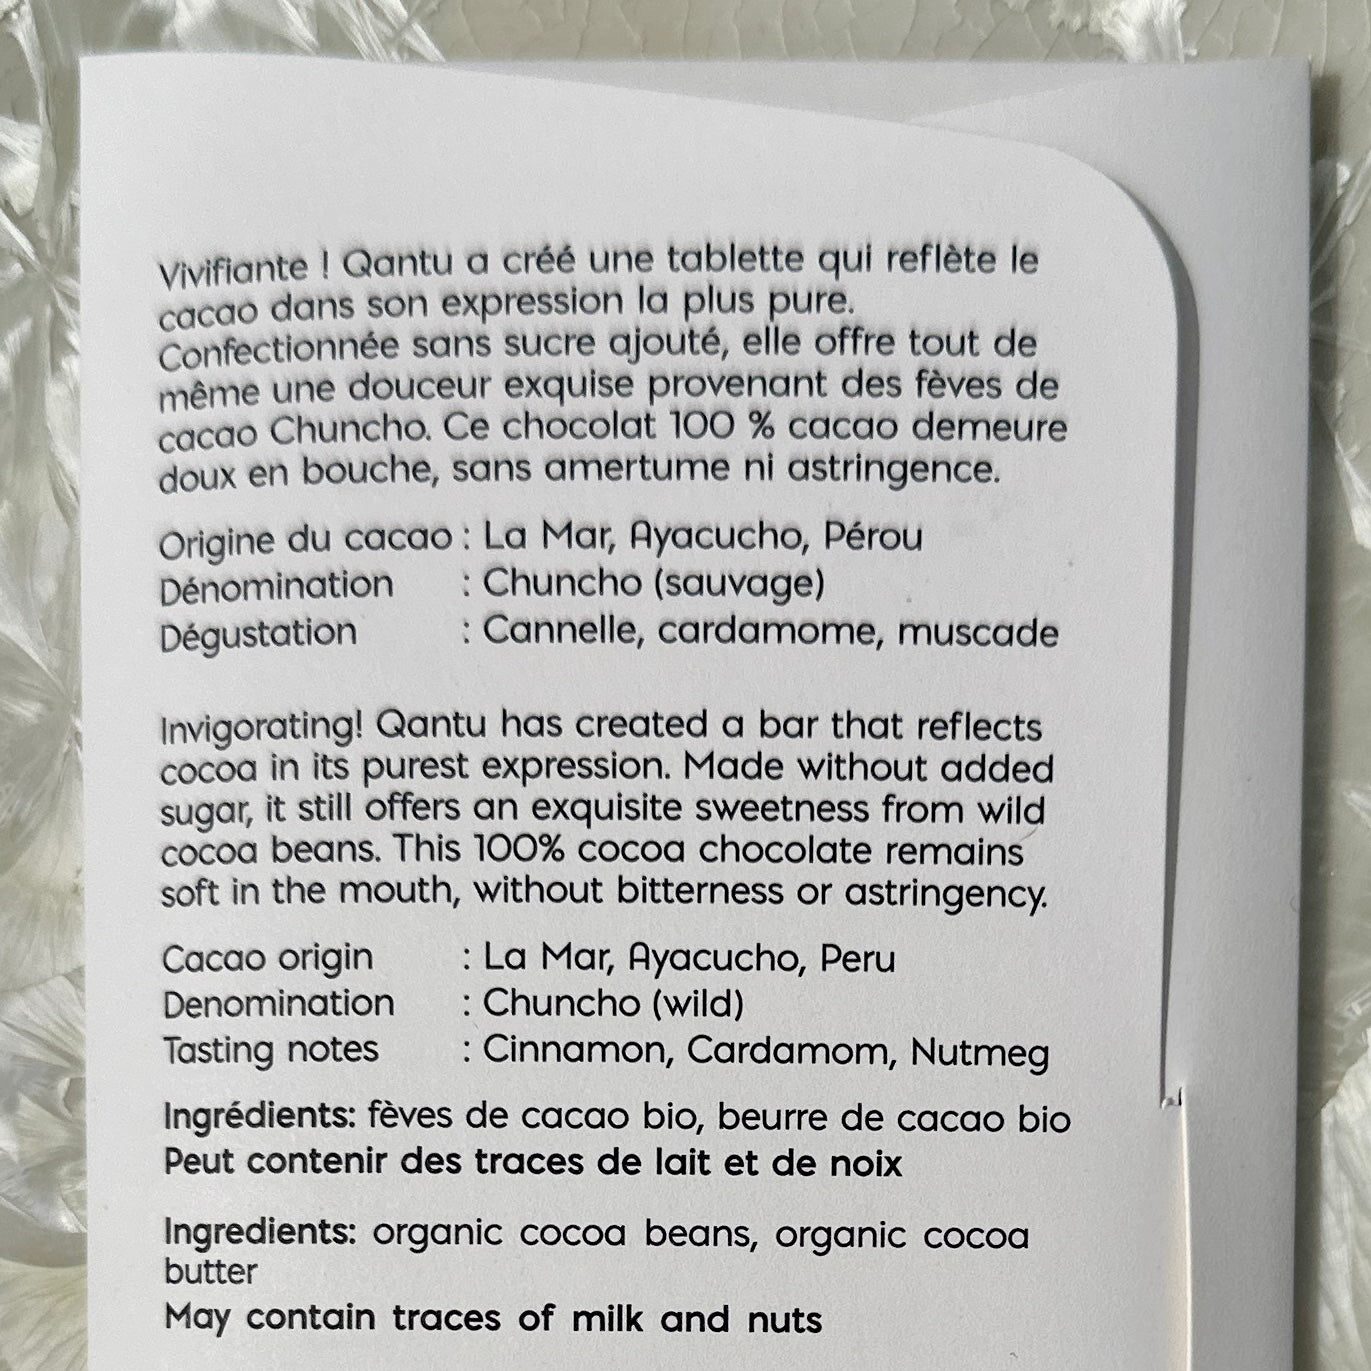 Vivifiante ! Qantu a créé une tablette qui reflète le
cacao dans son expression la plus pure.
Confectionnée sans sucre ajouté, elle offre tout de
même une douceur exquise provenant des fèves de
cacao Chuncho. Ce chocolat 100 % cacao demeure
doux en bouche, sans amertume ni astringence.
Origine du cacao : La Mar, Ayacucho, Pérou
Dénomination : Chuncho (sauvage)
Dégustation : Cannelle, cardamome, muscade
Invigorating! Qantu has created a bar that reflects
cocoa in its purest expression. Made without added
sugar, it still offers an exquisite sweetness from wild
cocoa beans. This 100% cocoa chocolate remains
soft in the mouth, without bitterness or astringency.
Cacao origin : La Mar, Ayacucho, Peru
Denomination : Chuncho (wild)
Tasting notes : Cinnamon, Cardamom, Nutmeg
Ingrédients: fèves de cacao bio, beurre de cacao bio
Peut contenir des traces de lait et de noix
Ingredients: organic cocoa beans, organic cocoa
butter
May contain traces of milk and nuts